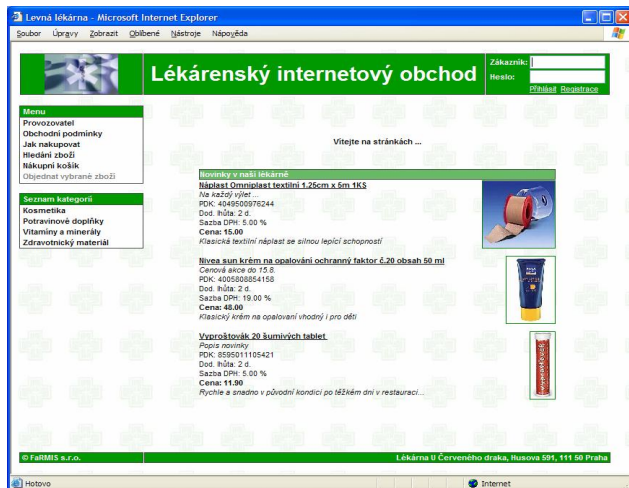 Levná lékárna - Microsoft Internet Explorer
Soubor Úpravy Zobrazit Oblíbené Nástroje Nápověda
Lékárenský internetový obchod
Zákazník:
Heslo:
Přihlásit Registrace
Menu
Provozovatel
Obchodní podmínky
Jak nakupovat
Hledání zboží
Nákupní košík
Objednat vybrané zboží
Seznam kategorií
Kosmetika
Potravinové doplňky
Vitamíny a minerály
Zdravotnický materiál
Vítejte na stránkách ...
Novinky v naší lékárně
Náplast Omniplast textilní 1.25cm x 5m 1KS
Na každý výlet ...
PDK: 4049500976244
Dod. lhůta: 2 d.
Sazba DPH: 5.00 %
Cena: 15.00
Klasická textilní náplast se silnou lepící schopností
Nivea sun krém na opalování ochranný faktor č.20 obsah 50 ml
Cenová akce do 15.8.
PDK: 4005808854158
Dod. lhůta: 2 d.
Sazba DPH: 19.00 %
Cena: 48.00
Klasický krém na opalovaní vhodný i pro děti
Vyprošťovák 20 šumivých tablet
Popis novinky
PDK: 8595011105421
Dod. lhůta: 2 d.
Sazba DPH: 5.00 %
Cena: 11.90
Rychle a snadno v původní kondici po těžkém dni v restauraci...
© FaRMIS s.r.o.
Lékárna U Červeného draka, Husova 591, 111 50 Praha
Hotovo
Internet